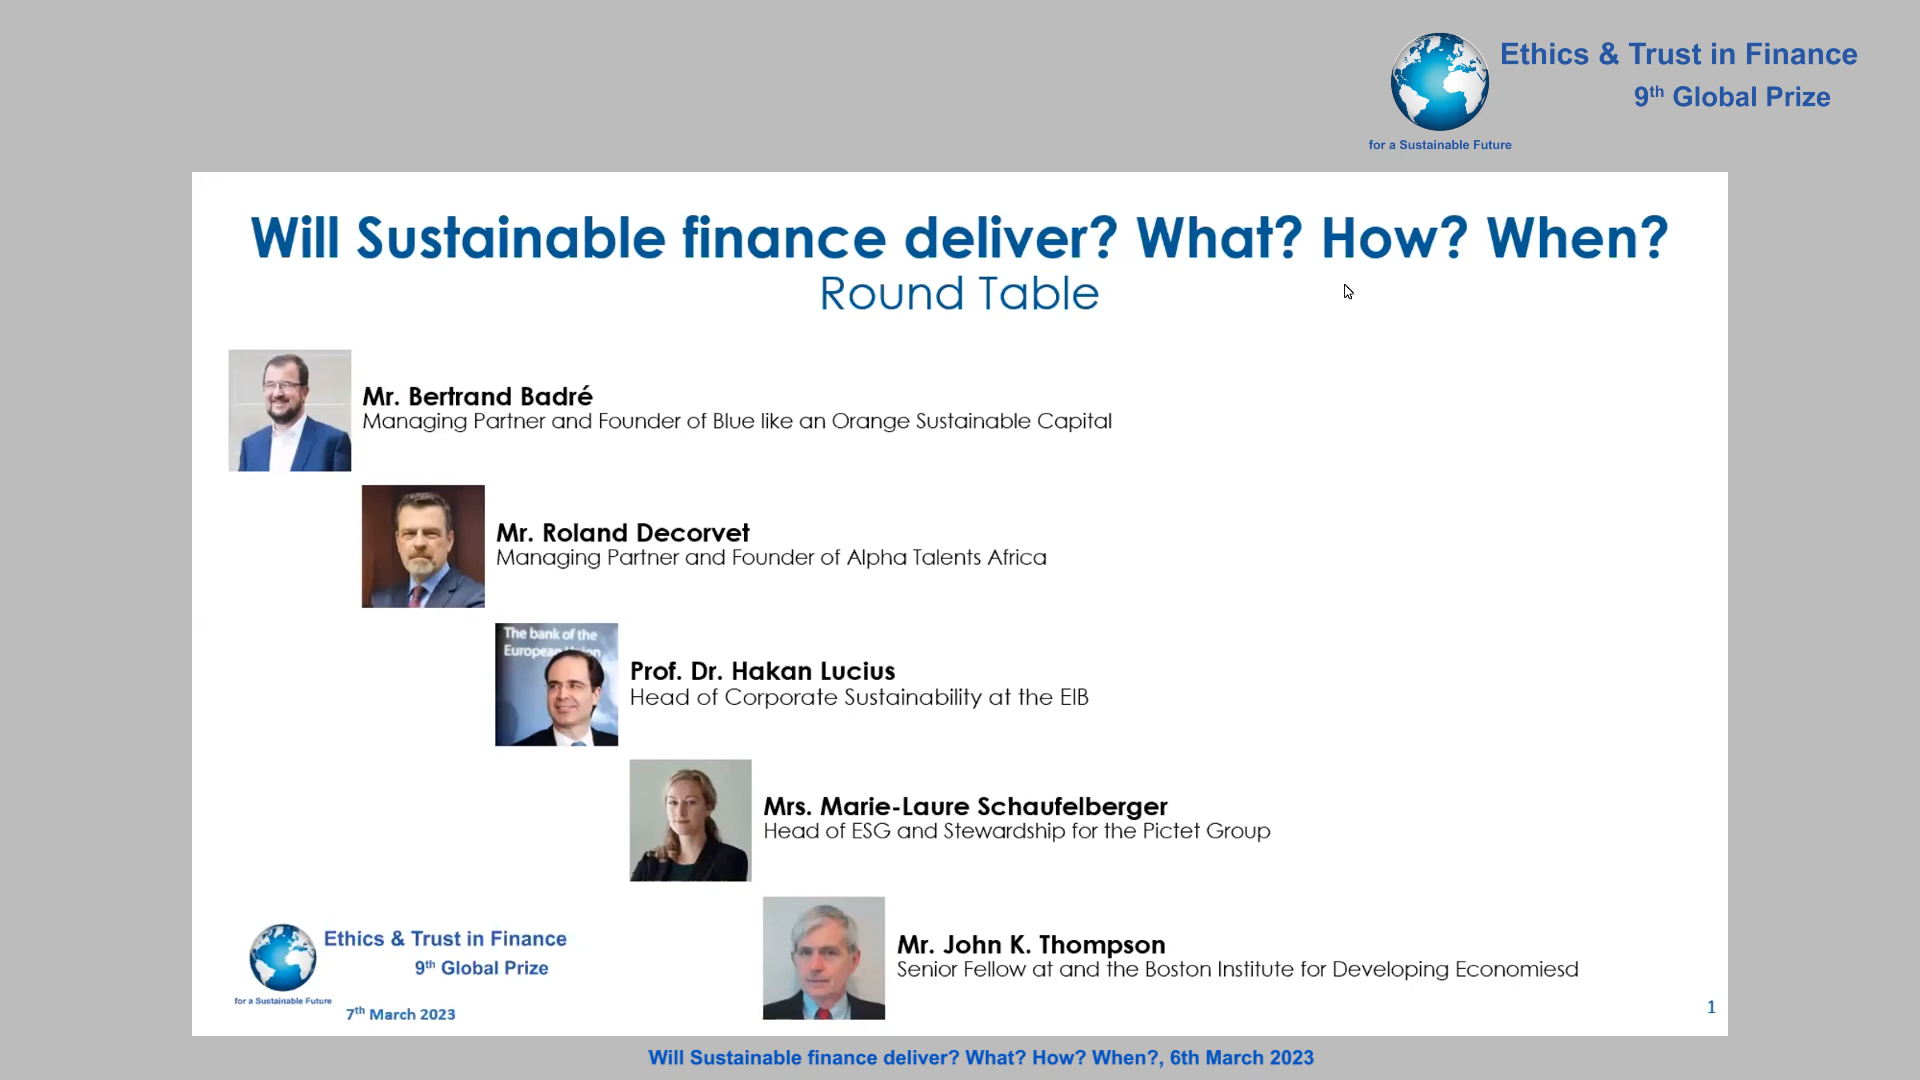 Ethics & Trust in Finance
9th Global Prize
for a Sustainable Future
Will Sustainable finance deliver? What? How? When?
Round Table
Mr. Bertrand Badré
Managing Partner and Founder of Blue like an Orange Sustainable Capital
Mr. Roland Decorvet
Managing Partner and Founder of Alpha Talents Africa
The bank of the
European Union
Prof. Dr. Hakan Lucius
Head of Corporate Sustainability at the EIB
Mrs. Marie-Laure Schaufelberger
Head of ESG and Stewardship for the Pictet Group
Mr. John K. Thompson
Senior Fellow at and the Boston Institute for Developing Economiesd
Ethics & Trust in Finance
9th Global Prize
for a Sustainable Future
7th March 2023
1
Will Sustainable finance deliver? What? How? When?, 6th March 2023